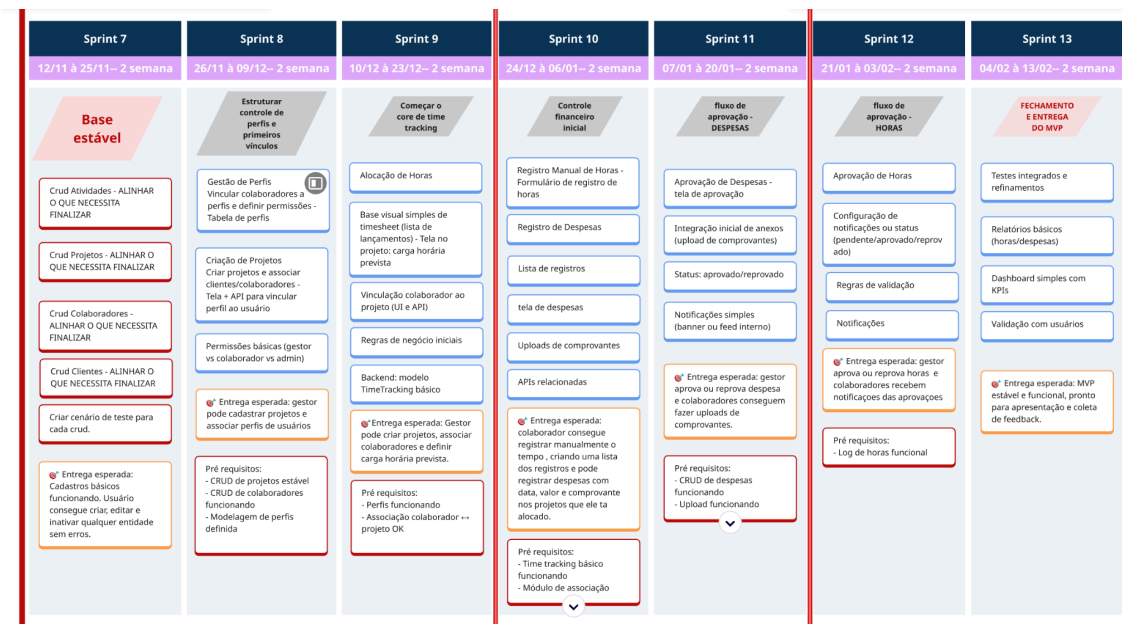 Sprint 7
12/11 à 25/11-- 2 semana
Base
estável
Crud Atividades - ALINHAR
O QUE NECESSITA
FINALIZAR
Crud Projetos - ALINHAR O
QUE NECESSITA FINALIZAR
Crud Colaboradores -
ALINHAR O QUE NECESSITA
FINALIZAR
Crud Clientes - ALINHAR O
QUE NECESSITA FINALIZAR
Criar cenário de teste para
cada crud.
🎯 Entrega esperada:
Cadastros básicos
funcionando. Usuário
consegue criar, editar e
inativar qualquer entidade
sem erros.
Sprint 8
26/11 à 09/12-- 2 semana
Estruturar
controle de
perfis e
primeiros
vínculos
Gestão de Perfis
Vincular colaboradores a
perfis e definir permissões -
Tabela de perfis
Criação de Projetos
Criar projetos e associar
clientes/colaboradores -
Tela + API para vincular
perfil ao usuário
Permissões básicas (gestor
vs colaborador vs admin)
🎯 Entrega esperada: gestor
pode cadastrar projetos e
associar perfis de usuários
Pré requisitos:
- CRUD de projetos estável
- CRUD de colaboradores
funcionando
- Modelagem de perfis
definida
Sprint 9
10/12 à 23/12-- 2 semana
Começar o
core de time
tracking
Alocação de Horas
Base visual simples de
timesheet (lista de
lançamentos) - Tela no
projeto: carga horária
prevista
Vinculação colaborador ao
projeto (UI e API)
Regras de negócio iniciais
Backend: modelo
TimeTracking básico
🎯Entrega esperada: Gestor
pode criar projetos, associar
colaboradores e definir
carga horária prevista.
Pré requisitos:
- Perfis funcionando
- Associação colaborador ↔
projeto OK
Sprint 10
24/12 à 06/01-- 2 semana
Controle
financeiro
inicial
Registro Manual de Horas -
Formulário de registro de
horas
Registro de Despesas
Lista de registros
tela de despesas
Uploads de comprovantes
APIs relacionadas
🎯 Entrega esperada:
colaborador consegue
registrar manualmente o
tempo , criando uma lista
dos registros e pode
registrar despesas com
data, valor e comprovante
nos projetos que ele ta
alocado.
Pré requisitos:
- Time tracking básico
funcionando
- Módulo de associação
Sprint 11
07/01 à 20/01-- 2 semana
fluxo de
aprovação -
DESPESAS
Aprovação de Despesas -
tela de aprovação
Integração inicial de anexos
(upload de comprovantes)
Status: aprovado/reprovado
Notificações simples
(banner ou feed interno)
🎯 Entrega esperada: gestor
aprova ou reprova despesa
e colaboradores conseguem
fazer uploads de
comprovantes.
Pré requisitos:
- CRUD de despesas
funcionando
- Upload funcionando
Sprint 12
21/01 à 03/02-- 2 semana
fluxo de
aprovação -
HORAS
Aprovação de Horas
Configuração de
notificações ou status
(pendente/aprovado/reprov
ado)
Regras de validação
Notificações
🎯 Entrega esperada: gestor
aprova ou reprova horas e
colaboradores recebem
notificaçoes das aprovaçoes
Pré requisitos:
- Log de horas funcional
Sprint 13
04/02 à 13/02-- 2 semana
FECHAMENTO
E ENTREGA
DO MVP
Testes integrados e
refinamentos
Relatórios básicos
(horas/despesas)
Dashboard simples com
KPIs
Validação com usuários
🎯 Entrega esperada: MVP
estável e funcional, pronto
para apresentação e coleta
de feedback.